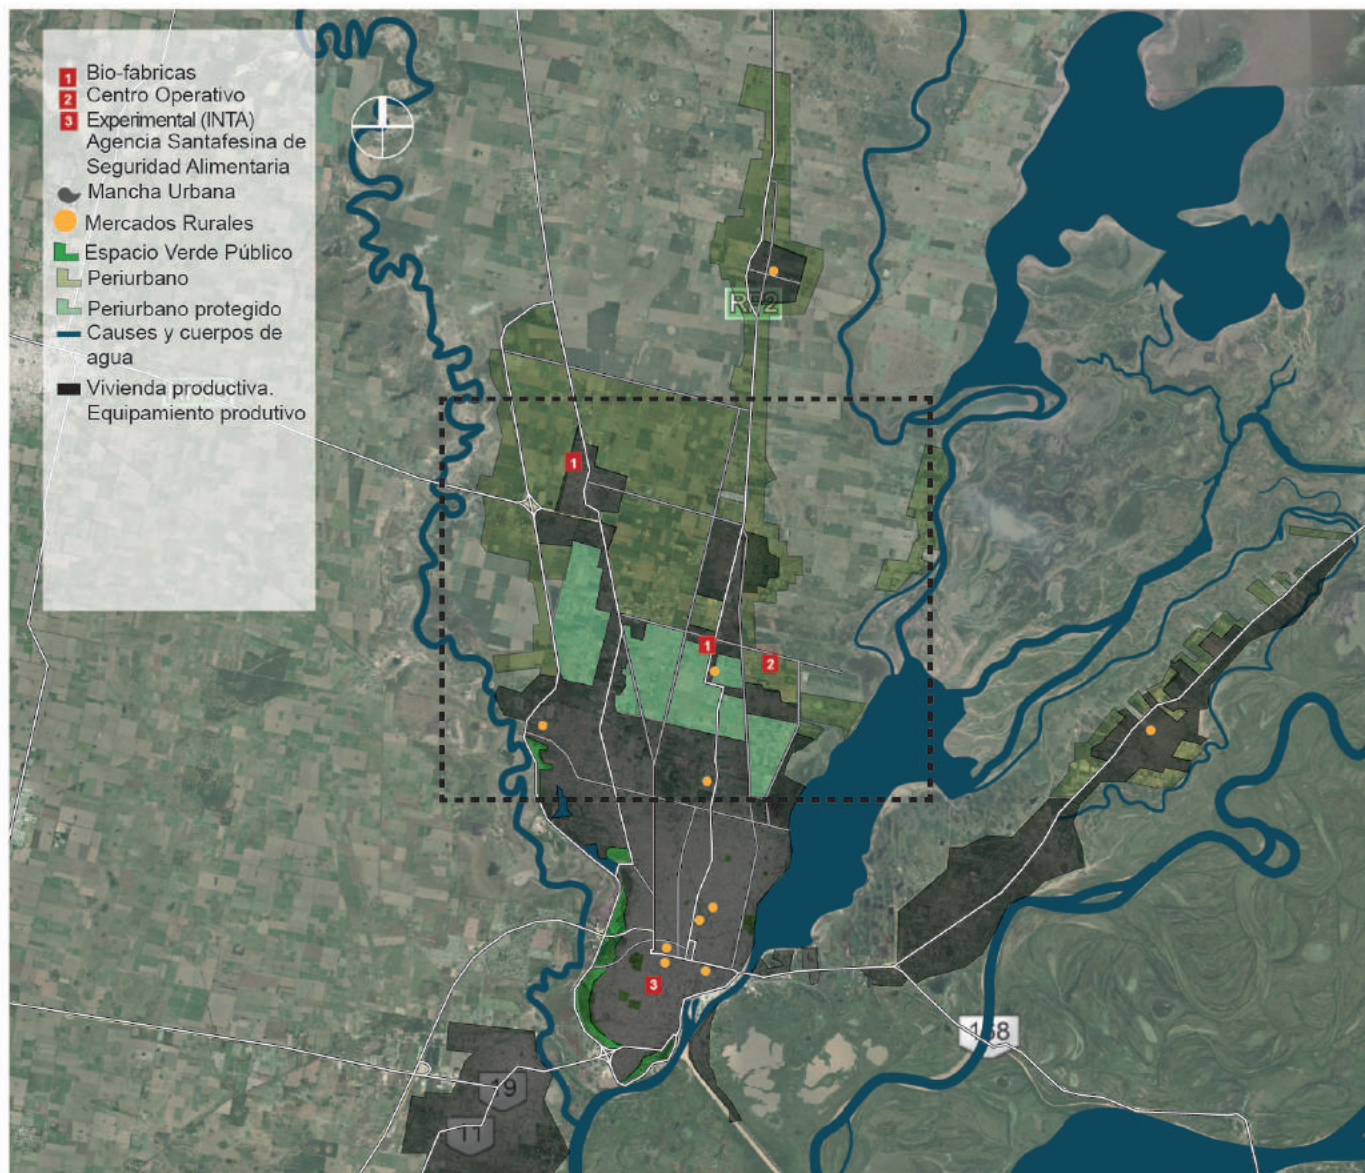 1 Bio-fabricas
2 Centro Operativo
3 Experimental (INTA)
Agencia Santafesina de
Seguridad Alimentaria
Mancha Urbana
Mercados Rurales
Espacio Verde Público
Periurbano
Periurbano protegido
Causes y cuerpos de
agua
Vivienda productiva.
Equipamiento produtivo
RP2
1
1
2
3
168
19
11